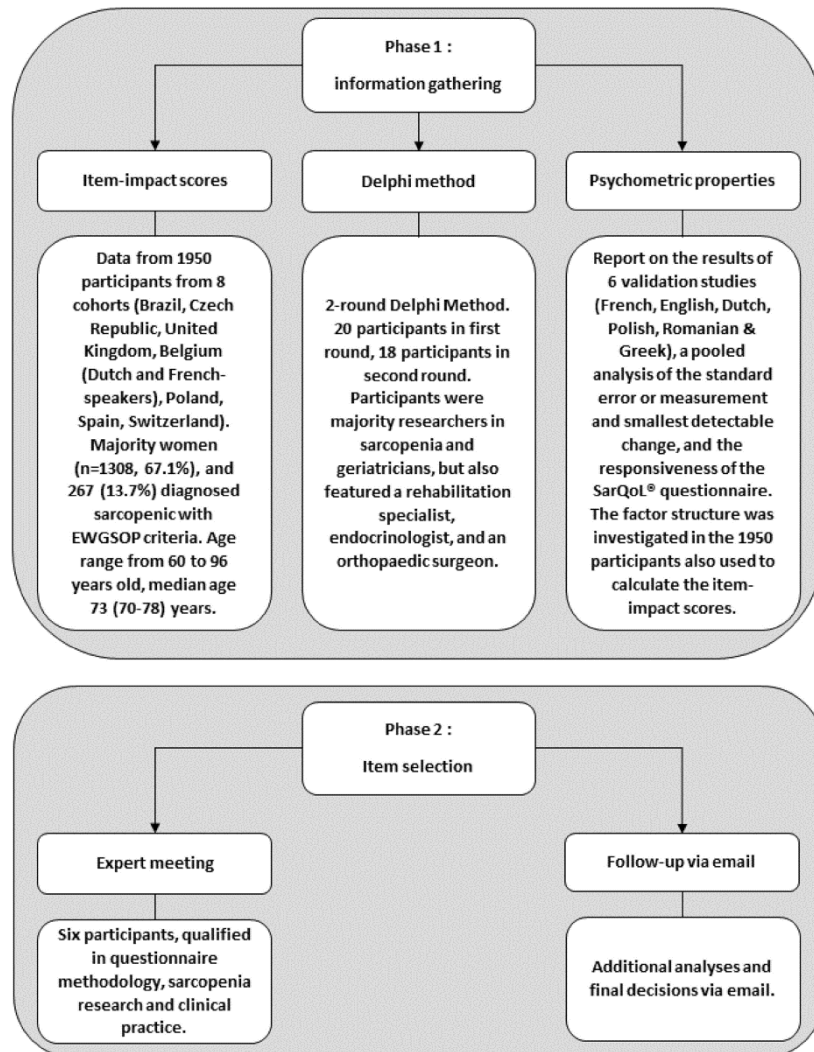 Phase 1 :
information gathering
Item-impact scores
Delphi method
Psychometric properties
Data from 1950
participants from 8
cohorts (Brazil, Czech
Republic, United
Kingdom, Belgium
(Dutch and French-
speakers), Poland,
Spain, Switzerland).
Majority women
(n=1308, 67.1%), and
267 (13.7%) diagnosed
sarcopenic with
EWGSOP criteria. Age
range from 60 to 96
years old, median age
73 (70-78) years.
2-round Delphi Method.
20 participants in first
round, 18 participants in
second round.
Participants were
majority researchers in
sarcopenia and
geriatricians, but also
featured a rehabilitation
specialist,
endocrinologist, and an
orthopaedic surgeon.
Report on the results of
6 validation studies
(French, English, Dutch,
Polish, Romanian &
Greek), a pooled
analysis of the standard
error or measurement
and smallest detectable
change, and the
responsiveness of the
SarQoL® questionnaire.
The factor structure was
investigated in the 1950
participants also used to
calculate the item-
impact scores.
Phase 2 :
Item selection
Expert meeting
Follow-up via email
Six participants, qualified
in questionnaire
methodology, sarcopenia
research and clinical
practice.
Additional analyses and
final decisions via email.